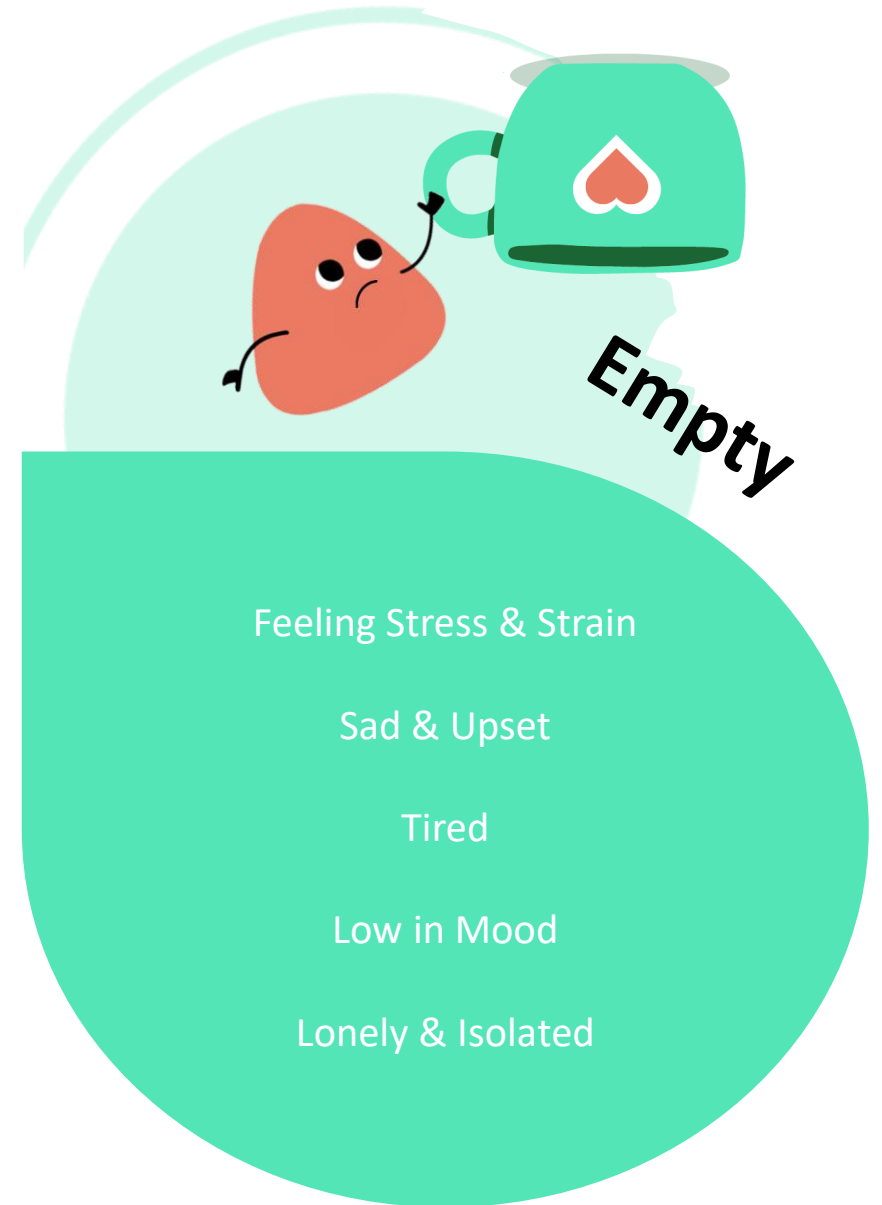 Empty
Feeling Stress & Strain
Sad & Upset
Tired
Low in Mood
Lonely & Isolated